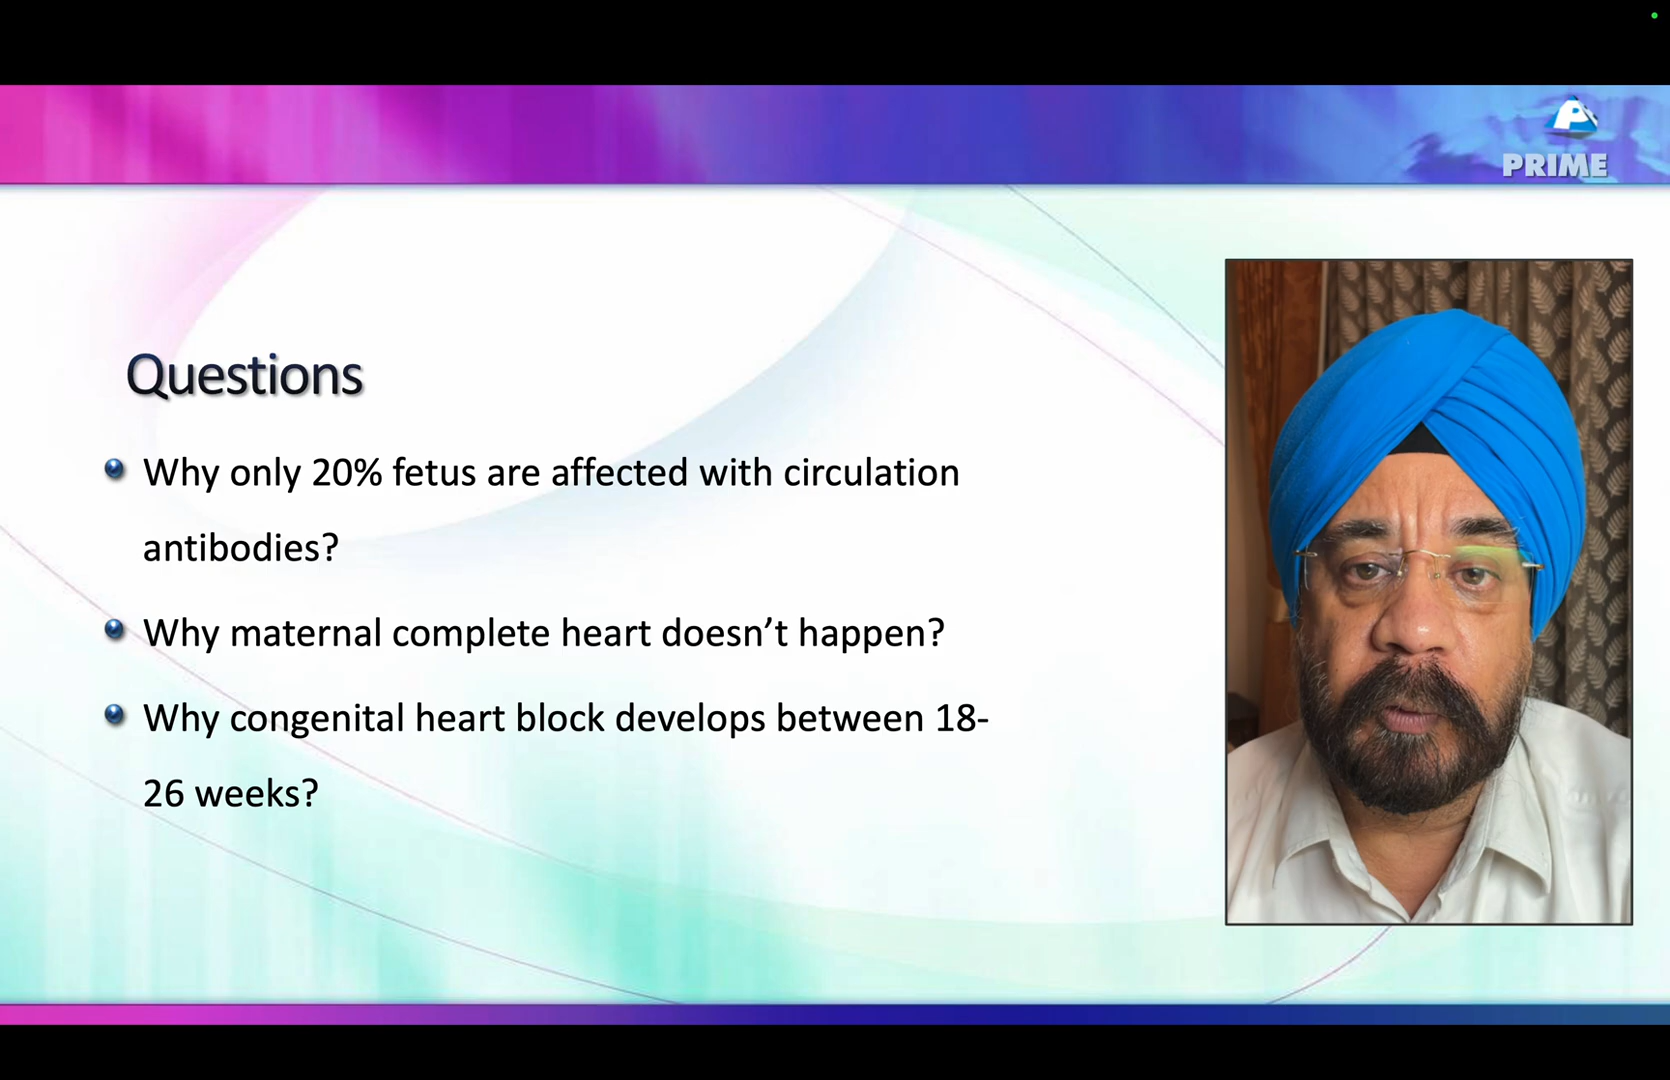 PRIME
Questions
Why only 20% fetus are affected with circulation
antibodies?
Why maternal complete heart doesn’t happen?
Why congenital heart block develops between 18-
26 weeks?